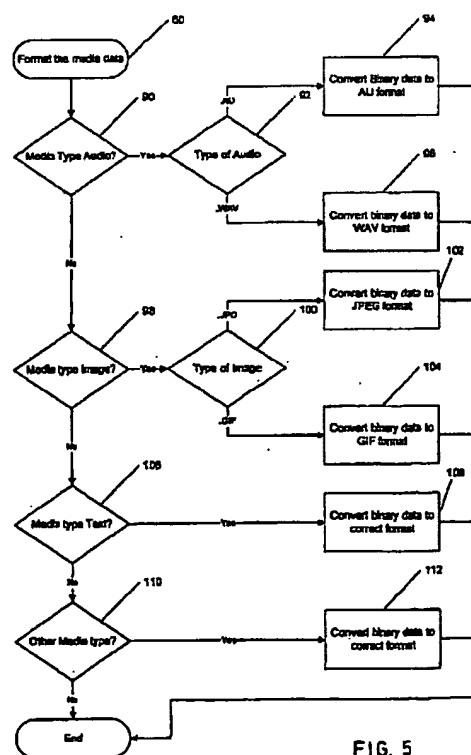 60
Format the media data
94
Convert Binary data to
AU format
90
92
.AU
Media Type Audio?
Yes
Type of Audio
.WAV
96
Convert binary data to
WAV format
No
102
Convert binary data to
JPEG format
98
.JPG
100
Media type Image?
Yes
Type of Image
.GIF
104
Convert binary data to
GIF format
No
106
108
Media type Text?
Yes
Convert binary data to
correct format
No
110
112
Other Media type?
Yes
Convert binary data to
correct format
No
End
FIG. 5